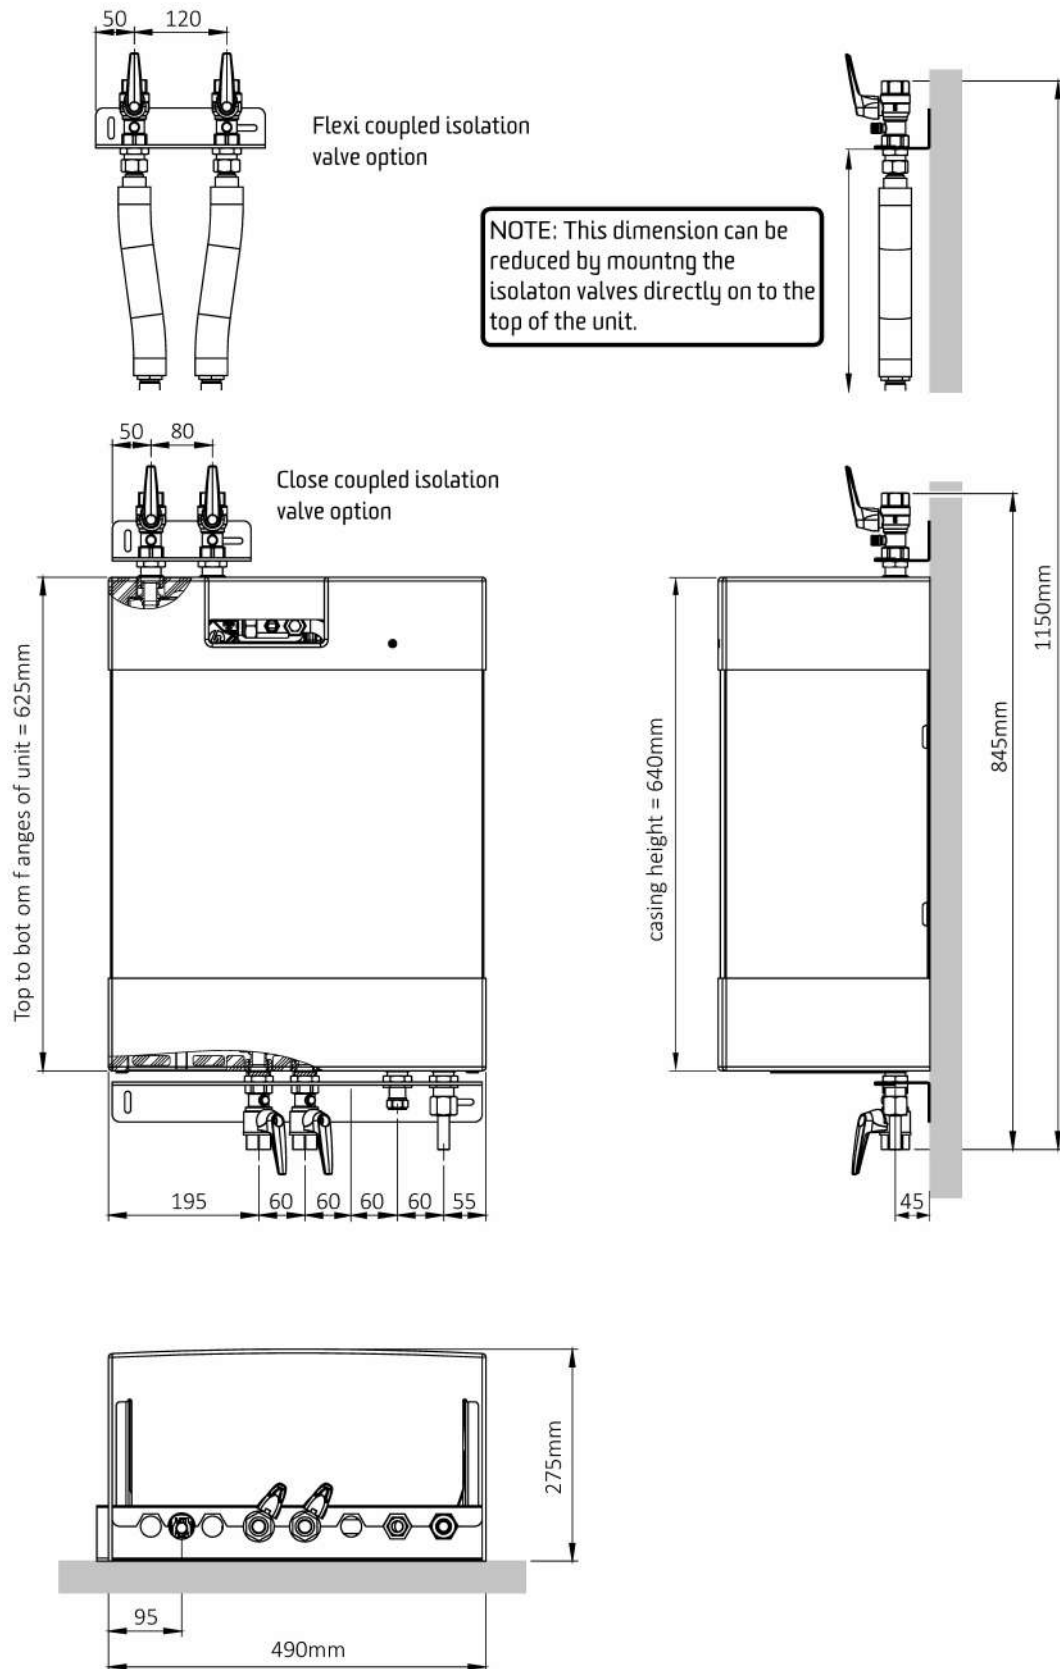 50
120
Flexi coupled isolation
valve option
NOTE: This dimension can be
reduced by mountng the
isolaton valves directly on to the
top of the unit.
50
80
Close coupled isolation
valve option
Top to bot om f anges of unit = 625mm
casing height = 640mm
845mm
1150mm
195
60
60
60
60
55
45
275mm
95
490mm